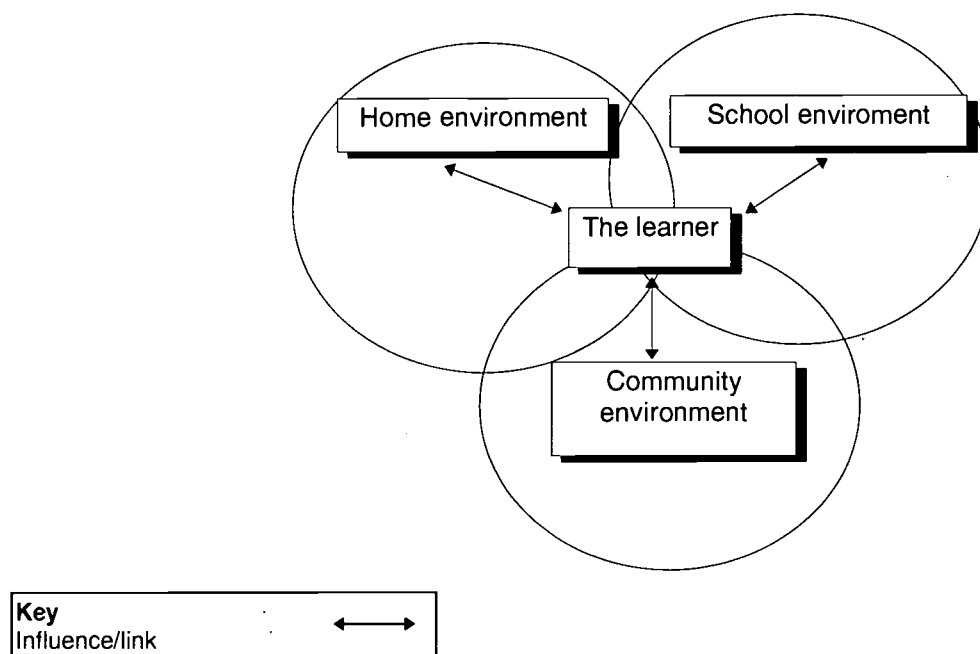 Home environment
School enviroment
The learner
Community
environment
Key
Influence/link